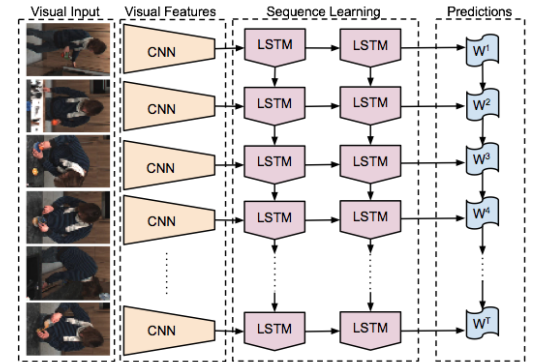 Visual Input Visual Features Sequence Learning Predictions
CNN LSTM LSTM W¹
CNN LSTM LSTM W²
CNN LSTM LSTM W³
CNN LSTM LSTM W⁴
CNN LSTM LSTM Wᵀ